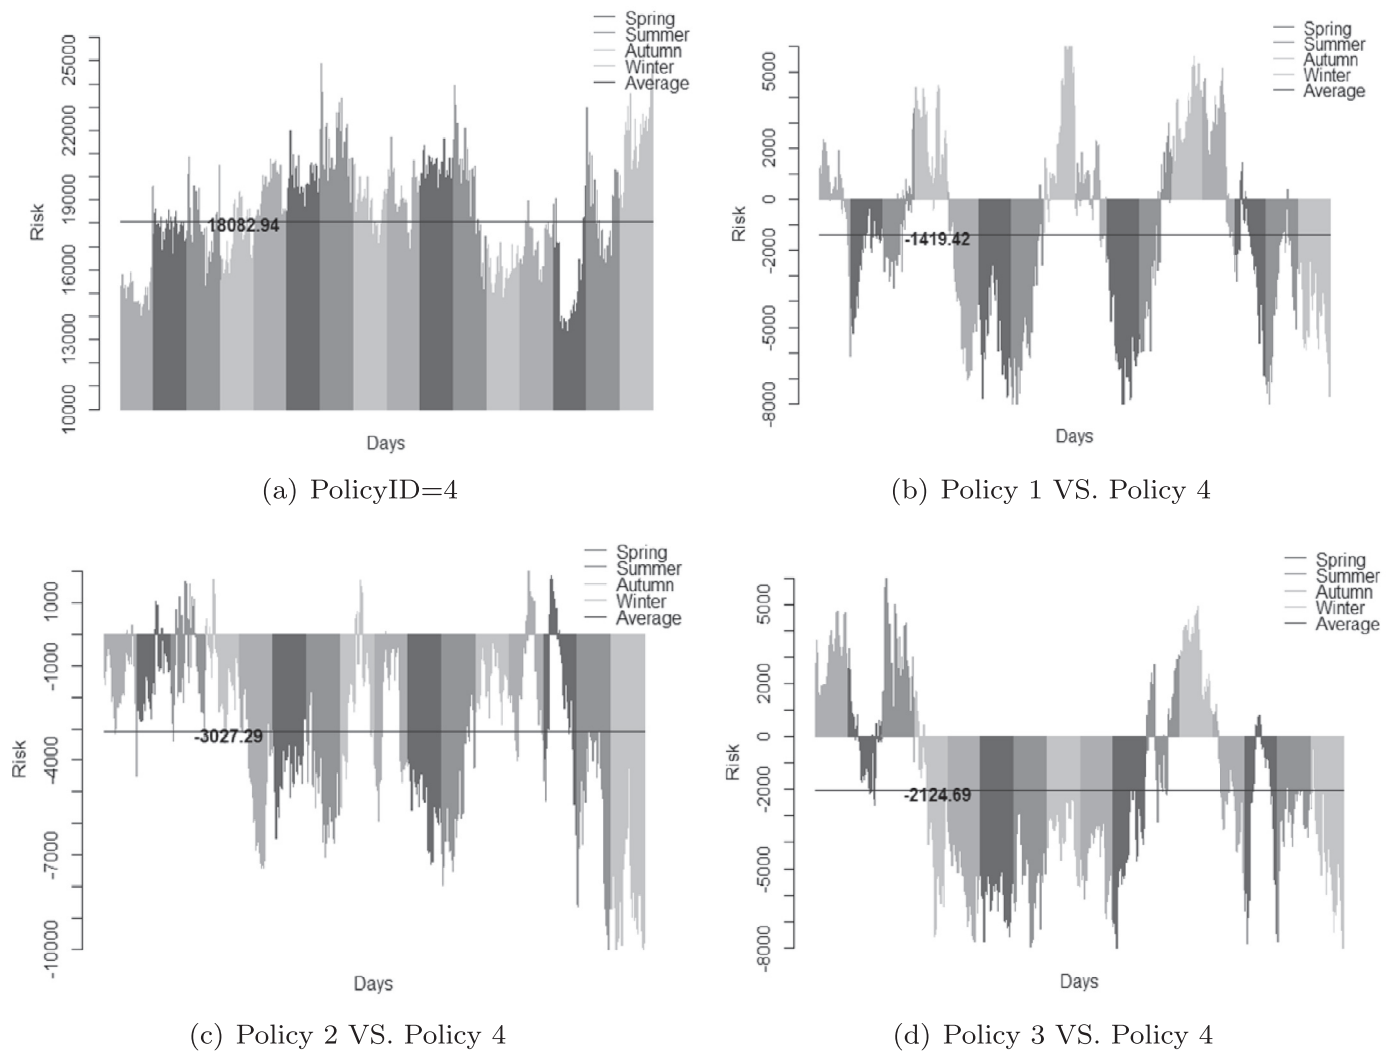 Spring
Summer
Autumn
Winter
Average
25000
22000
19000
16000
13000
10000
Risk
18082.94
Days
(a) PolicyID=4
Spring
Summer
Autumn
Winter
Average
5000
2000
0
-2000
-5000
-8000
Risk
-1419.42
Days
(b) Policy 1 VS. Policy 4
Spring
Summer
Autumn
Winter
Average
1000
-1000
-4000
-7000
-10000
Risk
-3027.29
Days
(c) Policy 2 VS. Policy 4
Spring
Summer
Autumn
Winter
Average
5000
2000
0
-2000
-5000
-8000
Risk
-2124.69
Days
(d) Policy 3 VS. Policy 4